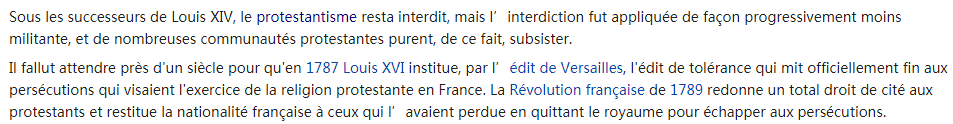 Sous les successeurs de Louis XIV, le protestantisme resta interdit, mais l’interdiction fut appliquée de façon progressivement moins
militante, et de nombreuses communautés protestantes purent, de ce fait, subsister.
Il fallut attendre près d'un siècle pour qu'en 1787 Louis XVI institue, par l’édit de Versailles, l'édit de tolérance qui mit officiellement fin aux
persécutions qui visaient l'exercice de la religion protestante en France. La Révolution française de 1789 redonne un total droit de cité aux
protestants et restitue la nationalité française à ceux qui l’avaient perdue en quittant le royaume pour échapper aux persécutions.